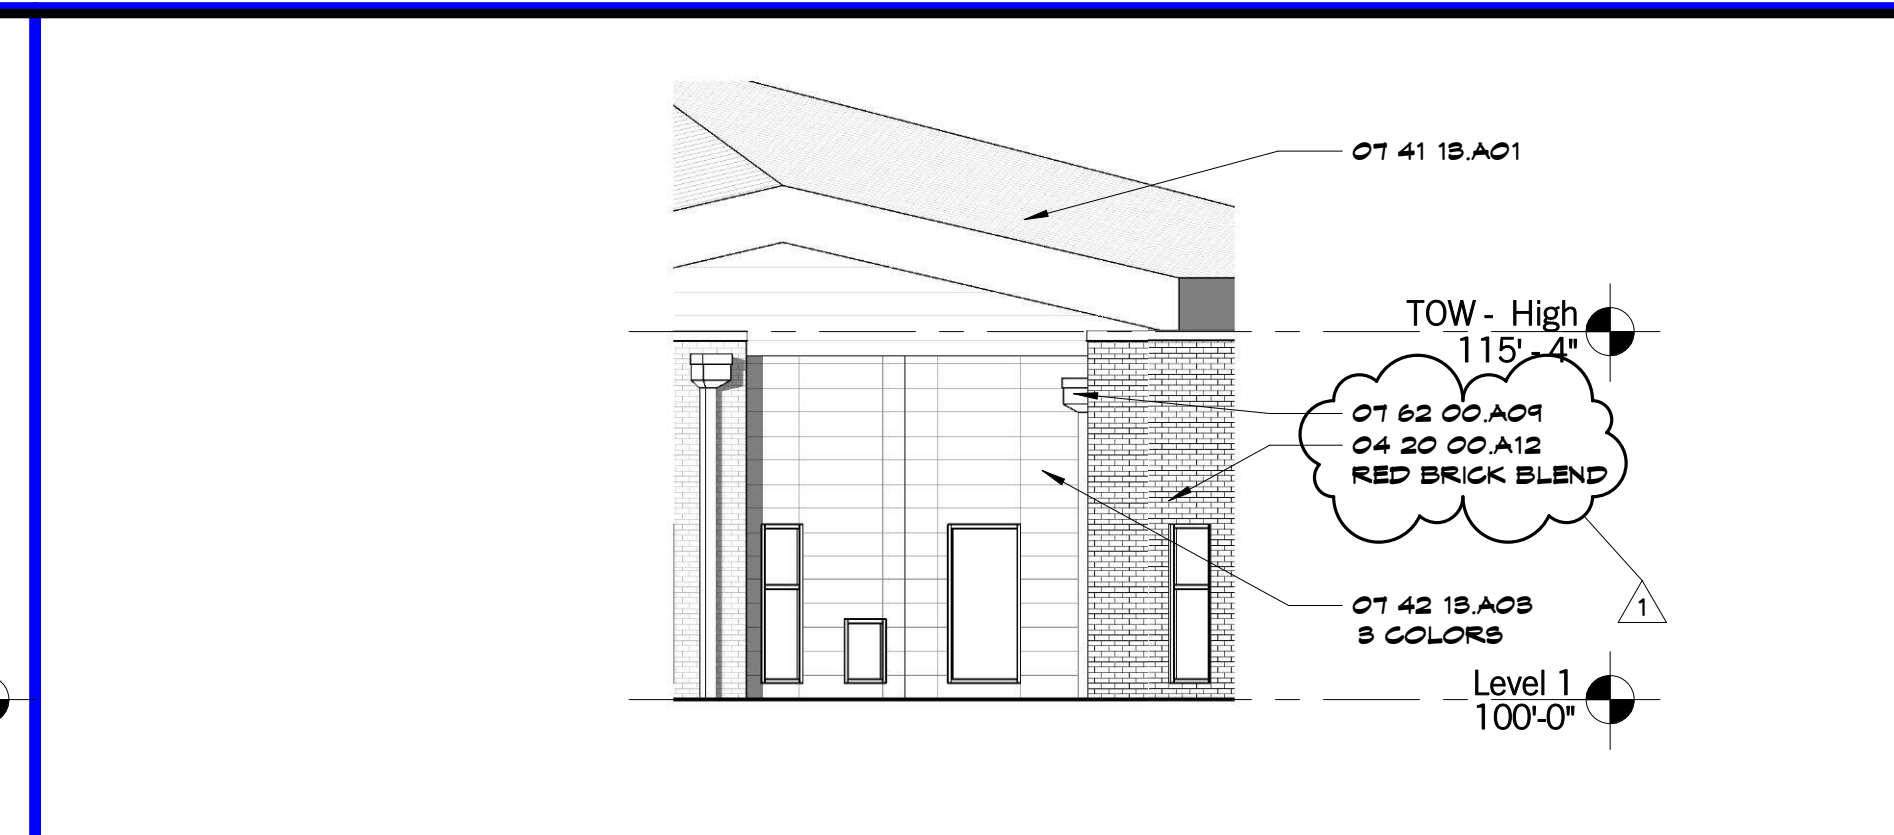 07 41 13.A01
TOW - High
115' - 4"
07 62 00.A09
04 20 00.A12
RED BRICK BLEND
07 42 13.A03
3 COLORS
1
Level 1
100'-0"